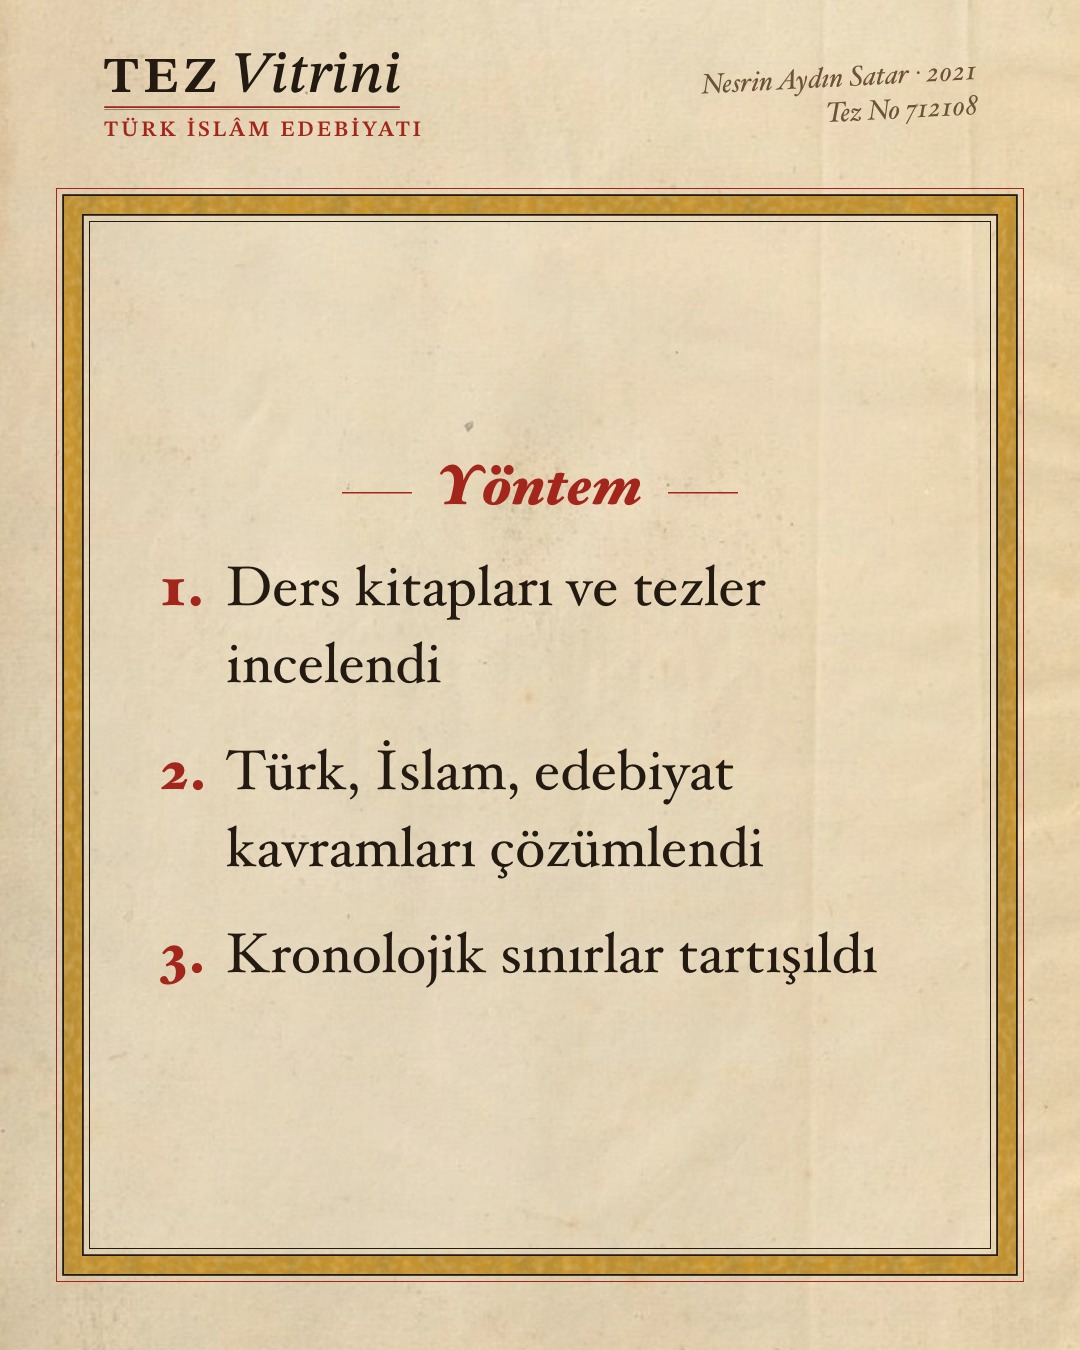 TEZ Vitrini
TÜRK İSLÂM EDEBİYATI
Nesrin Aydın Satar · 2021
Tez No 712108
Yöntem
1. Ders kitapları ve tezler
incelendi
2. Türk, İslam, edebiyat
kavramları çözümlendi
3. Kronolojik sınırlar tartışıldı